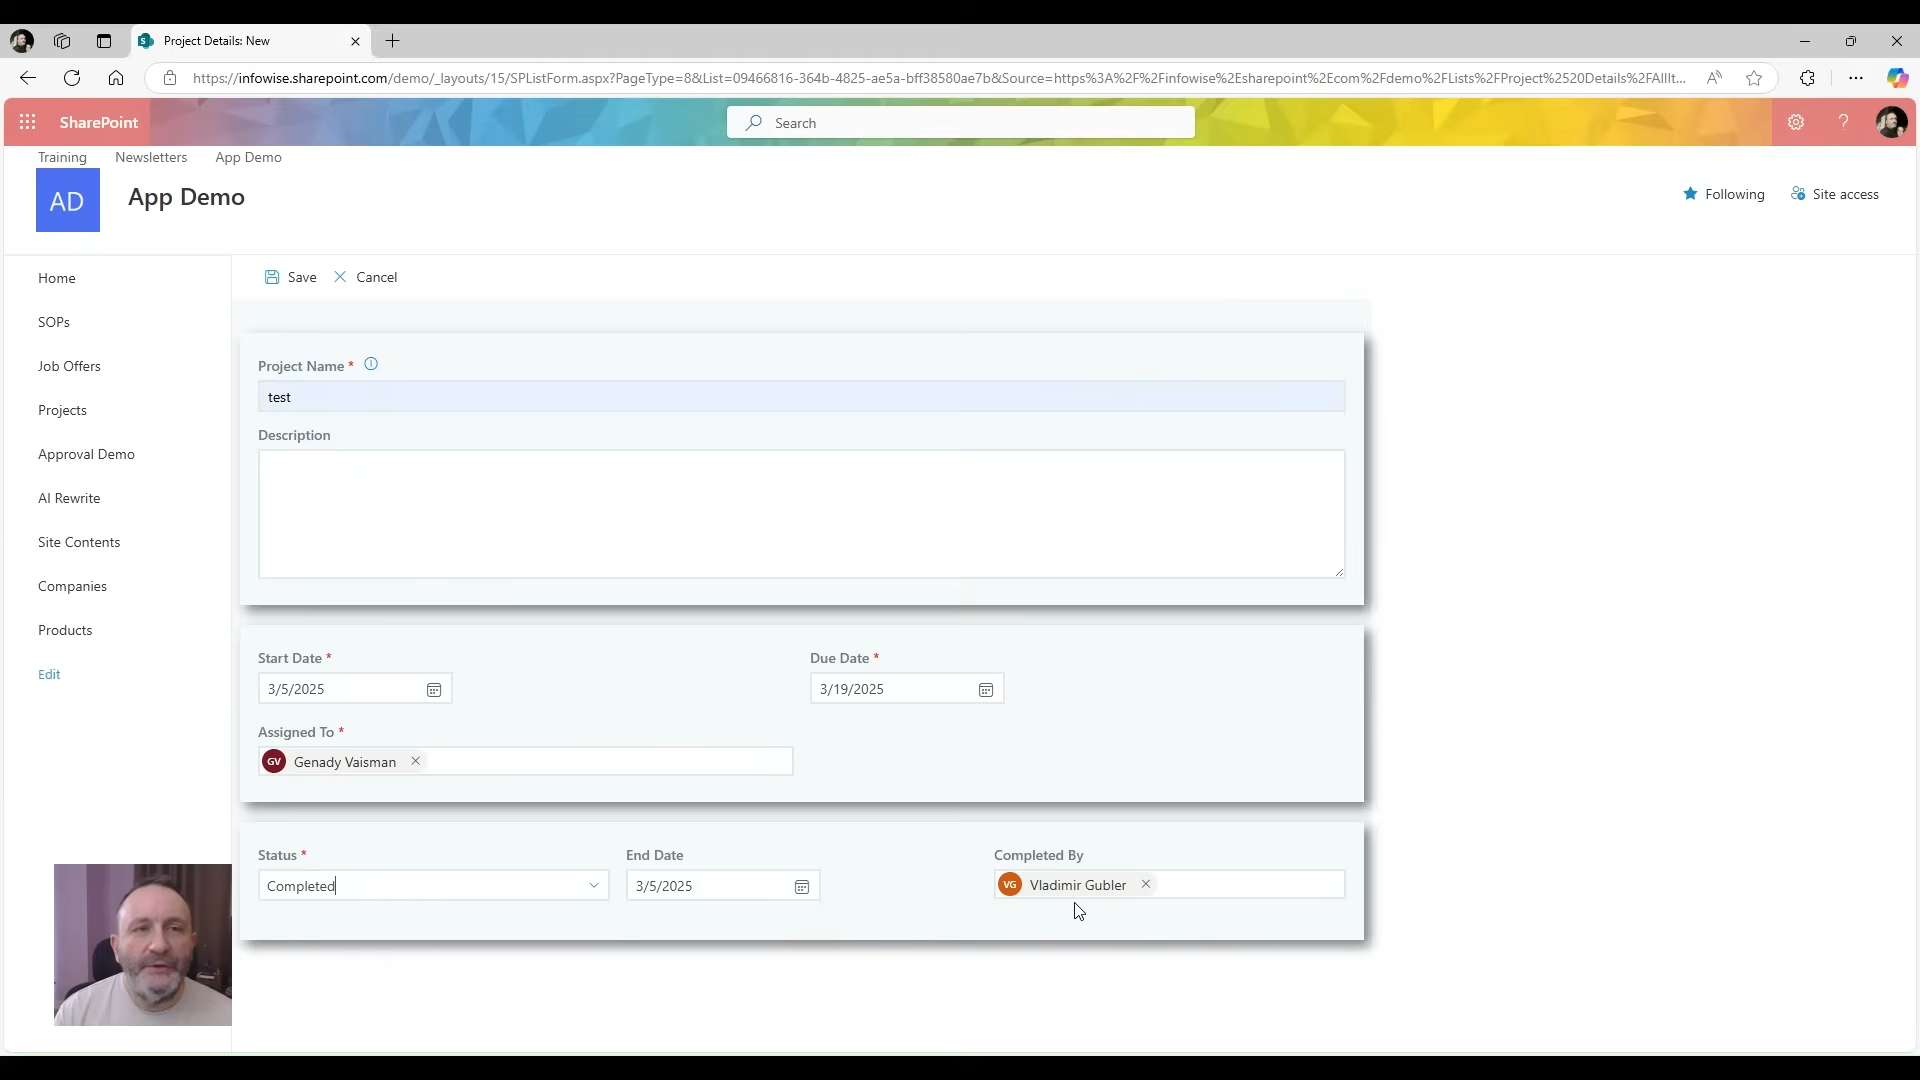 Project Details: New
https://infowise.sharepoint.com/demo/_layouts/15/SPListForm.aspx?PageType=8&List=09466816-364b-4825-ae5a-bff38580ae7b&Source=https%3A%2F%2Finfowise%2Esharepoint%2Ecom%2Fdemo%2FLists%2FProject%2520Details%2FAllIt...
SharePoint
Search
?
Training Newsletters App Demo
AD
App Demo
Following
Site access
Home
SOPs
Job Offers
Projects
Approval Demo
AI Rewrite
Site Contents
Companies
Products
Edit
Save Cancel
Project Name *
test
Description
Start Date * Due Date *
3/5/2025 3/19/2025
Assigned To *
GV Genady Vaisman
Status * End Date Completed By
Completed 3/5/2025 VG Vladimir Gubler